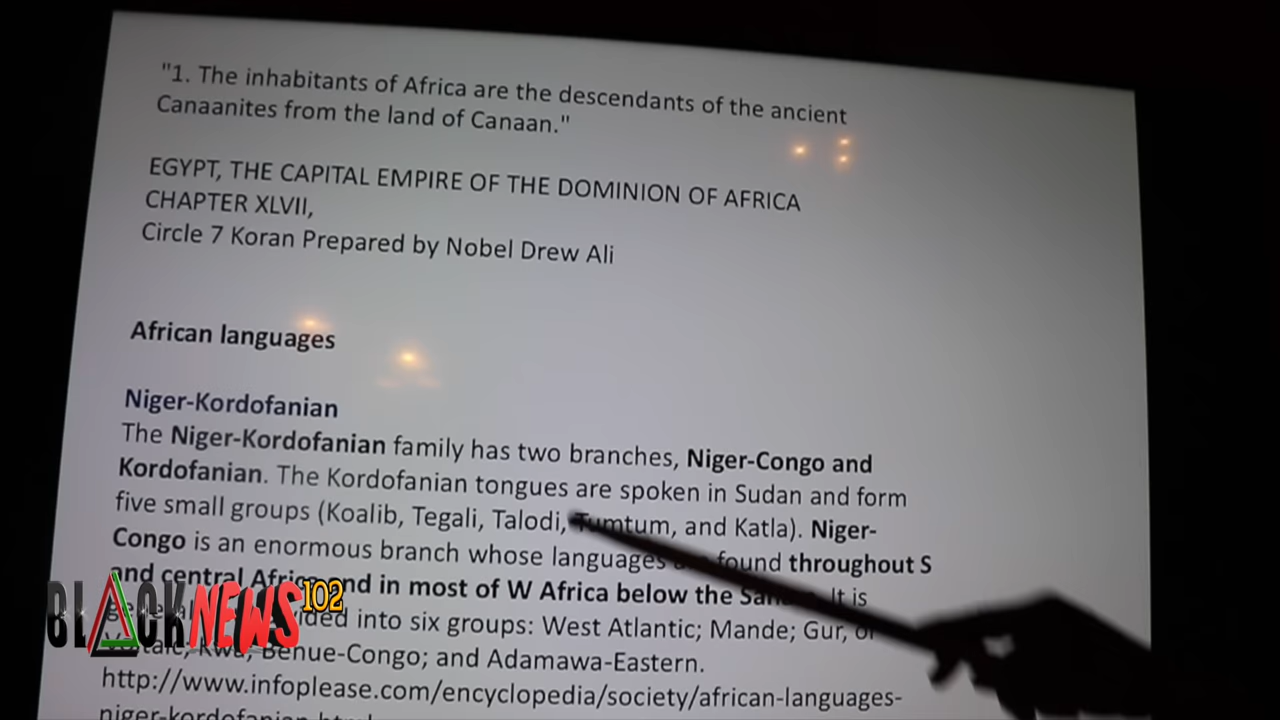 "1. The inhabitants of Africa are the descendants of the ancient
Canaanites from the land of Canaan."
EGYPT, THE CAPITAL EMPIRE OF THE DOMINION OF AFRICA
CHAPTER XLVII,
Circle 7 Koran Prepared by Nobel Drew Ali
African languages
Niger-Kordofanian
The Niger-Kordofanian family has two branches, Niger-Congo and
Kordofanian. The Kordofanian tongues are spoken in Sudan and form
five small groups (Koalib, Tegali, Talodi, Tumtum, and Katla). Niger-
Congo is an enormous branch whose languages found throughout S
and central Africa and in most of W Africa below the It is
into six groups: West Atlantic; Mande; Gur, or
Kwa; Benue-Congo; and Adamawa-Eastern.
http://www.infoplease.com/encyclopedia/society/african-languages-
BLACK NEWS 102